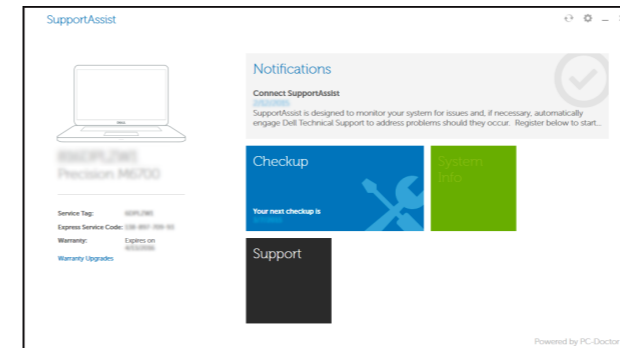 SupportAssist
Notifications
Connect SupportAssist
SupportAssist is designed to monitor your system for issues and, if necessary, automatically
engage Dell Technical Support to address problems should they occur. Register below to start...
Precision M6700
Checkup
Your next checkup is
System
Info
Service Tag:
Express Service Code:
Warranty: Expires on
Warranty Upgrades
Support
Powered by PC-Doctor